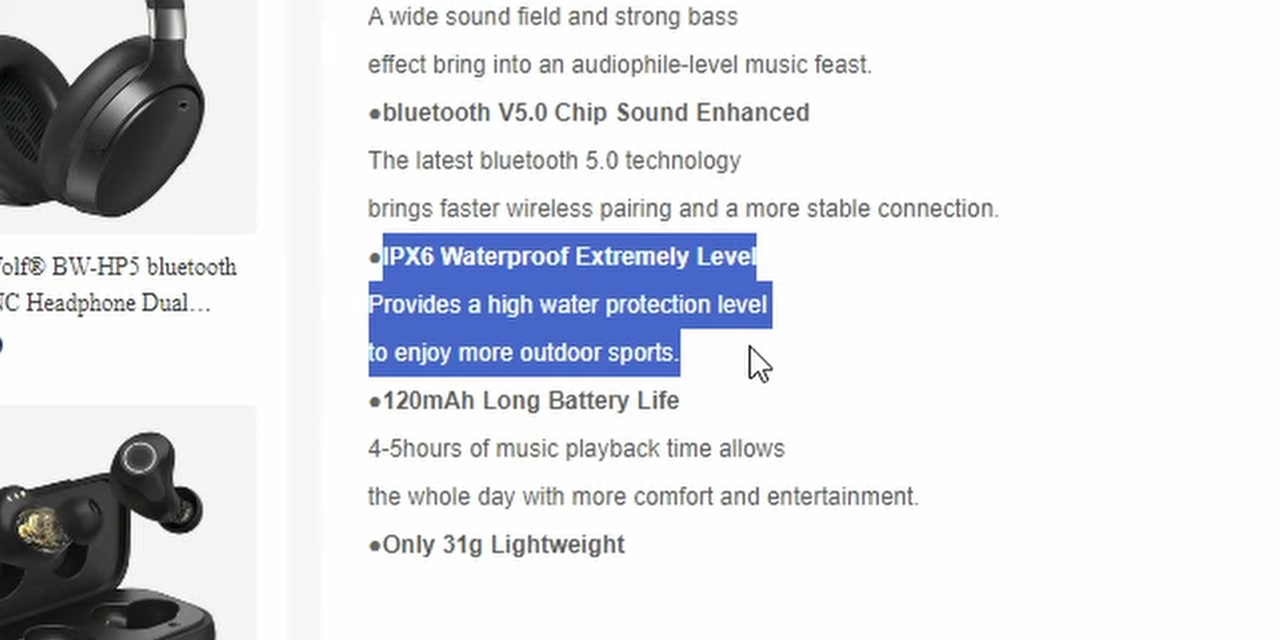 A wide sound field and strong bass
effect bring into an audiophile-level music feast.
●bluetooth V5.0 Chip Sound Enhanced
The latest bluetooth 5.0 technology
brings faster wireless pairing and a more stable connection.
●IPX6 Waterproof Extremely Level
Provides a high water protection level
to enjoy more outdoor sports.
●120mAh Long Battery Life
4-5hours of music playback time allows
the whole day with more comfort and entertainment.
●Only 31g Lightweight
olf® BW-HP5 bluetooth
C Headphone Dual...